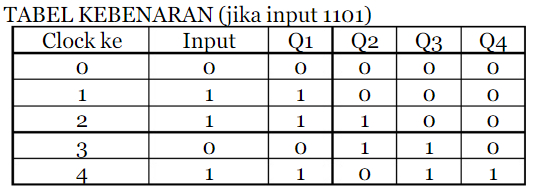 TABEL KEBENARAN (jika input 1101)
Clock ke Input Q1 Q2 Q3 Q4
0 0 0 0 0 0
1 1 1 0 0 0
2 1 1 1 0 0
3 0 0 1 1 0
4 1 1 0 1 1